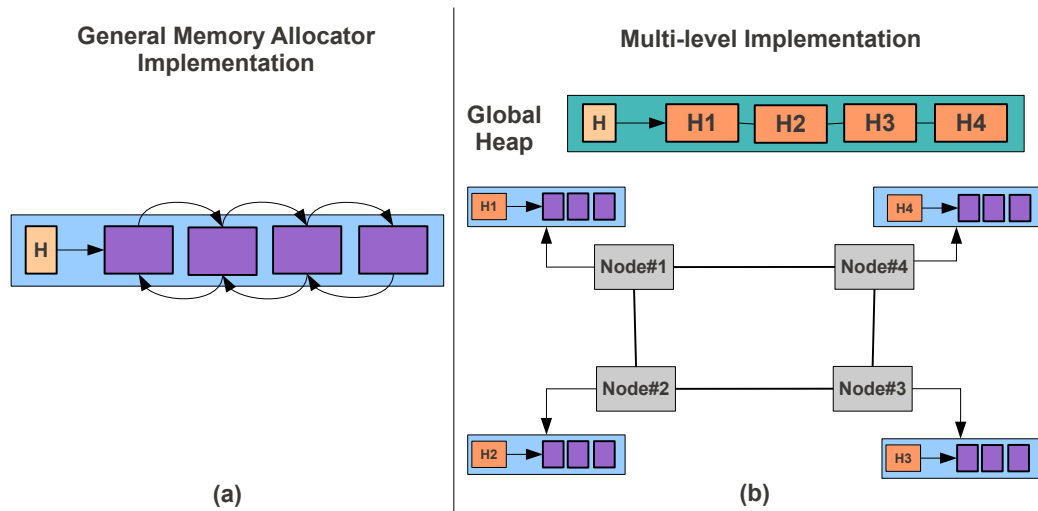 General Memory Allocator
Implementation
H
(a)
Multi-level Implementation
Global
Heap
H
H1
H2
H3
H4
H1
H4
Node#1
Node#4
Node#2
Node#3
H2
H3
(b)